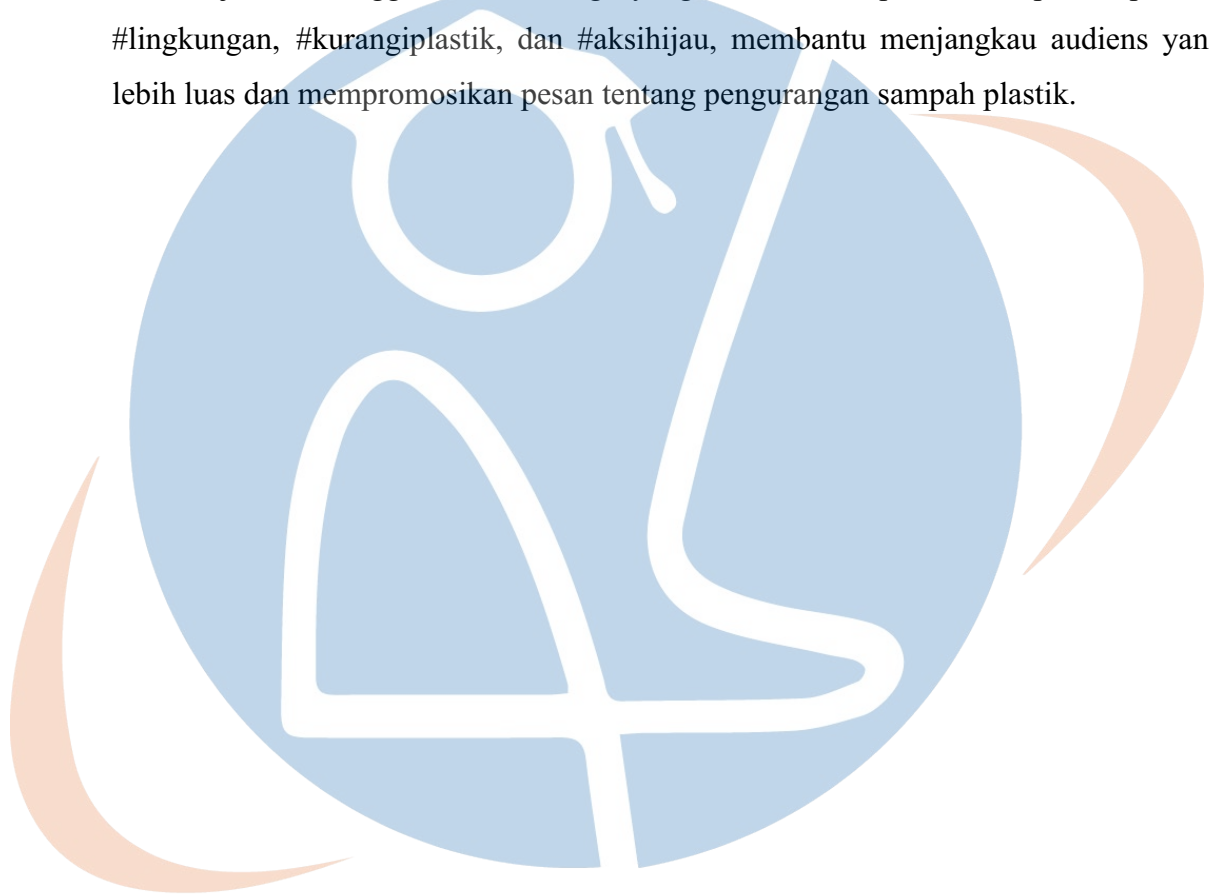 #lingkungan, #kurangiplastik, dan #aksihijau, membantu menjangkau audiens yan
lebih luas dan mempromosikan pesan tentang pengurangan sampah plastik.